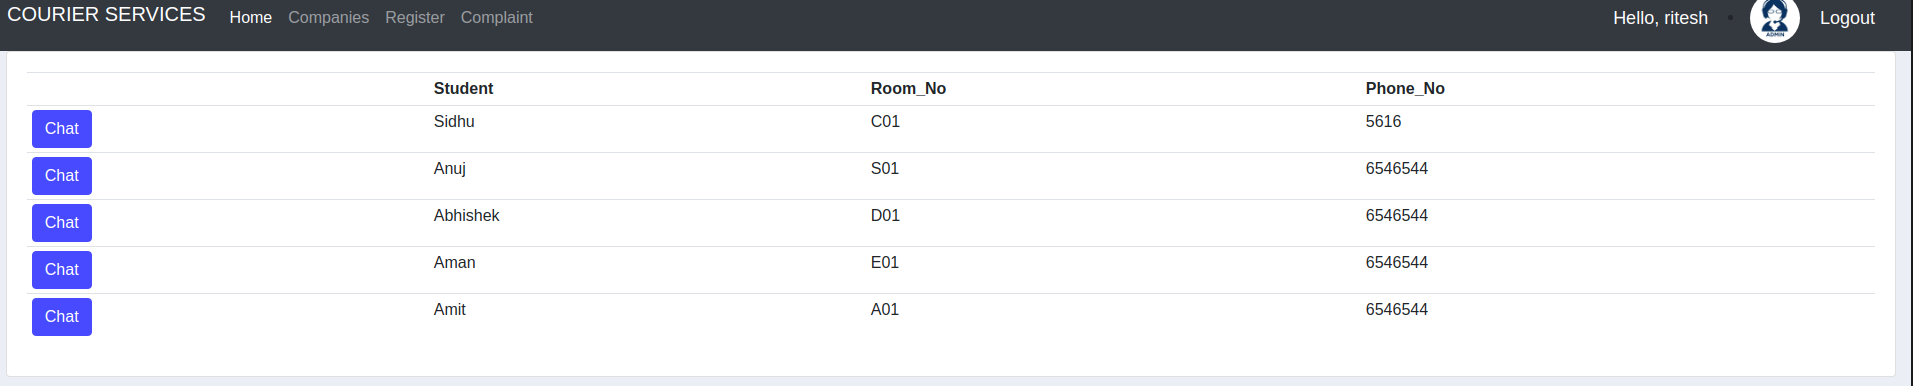 COURIER SERVICES Home Companies Register Complaint Hello, ritesh ADMIN Logout
Student Room_No Phone_No
Chat Sidhu C01 5616
Chat Anuj S01 6546544
Chat Abhishek D01 6546544
Chat Aman E01 6546544
Chat Amit A01 6546544